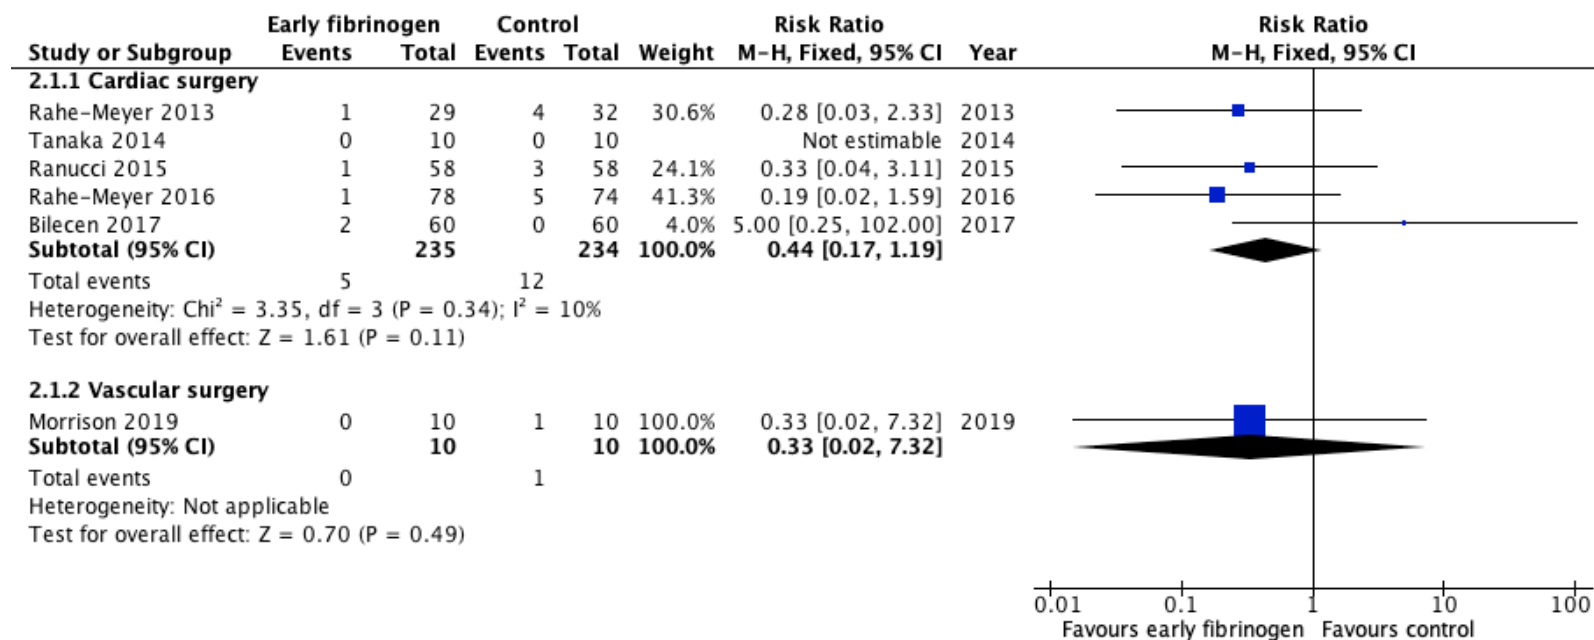 Early fibrinogen Control Risk Ratio Risk Ratio
Study or Subgroup Events Total Events Total Weight M-H, Fixed, 95% CI Year M-H, Fixed, 95% CI
2.1.1 Cardiac surgery
Rahe-Meyer 2013 1 29 4 32 30.6% 0.28 [0.03, 2.33] 2013
Tanaka 2014 0 10 0 10 Not estimable 2014
Ranucci 2015 1 58 3 58 24.1% 0.33 [0.04, 3.11] 2015
Rahe-Meyer 2016 1 78 5 74 41.3% 0.19 [0.02, 1.59] 2016
Bilecen 2017 2 60 0 60 4.0% 5.00 [0.25, 102.00] 2017
Subtotal (95% CI) 235 234 100.0% 0.44 [0.17, 1.19]
Total events 5 12
Heterogeneity: Chi² = 3.35, df = 3 (P = 0.34); I² = 10%
Test for overall effect: Z = 1.61 (P = 0.11)
2.1.2 Vascular surgery
Morrison 2019 0 10 1 10 100.0% 0.33 [0.02, 7.32] 2019
Subtotal (95% CI) 10 10 100.0% 0.33 [0.02, 7.32]
Total events 0 1
Heterogeneity: Not applicable
Test for overall effect: Z = 0.70 (P = 0.49)
0.01 0.1 1 10 100
Favours early fibrinogen Favours control